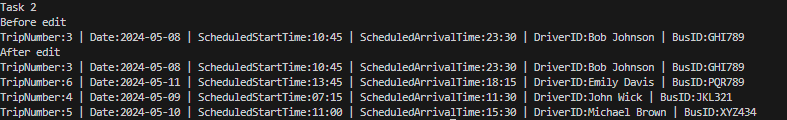 Task 2
Before edit
TripNumber:3 | Date:2024-05-08 | ScheduledStartTime:10:45 | ScheduledArrivalTime:23:30 | DriverID:Bob Johnson | BusID:GHI789
After edit
TripNumber:3 | Date:2024-05-08 | ScheduledStartTime:10:45 | ScheduledArrivalTime:23:30 | DriverID:Bob Johnson | BusID:GHI789
TripNumber:6 | Date:2024-05-11 | ScheduledStartTime:13:45 | ScheduledArrivalTime:18:15 | DriverID:Emily Davis | BusID:PQR789
TripNumber:4 | Date:2024-05-09 | ScheduledStartTime:07:15 | ScheduledArrivalTime:11:30 | DriverID:John Wick | BusID:JKL321
TripNumber:5 | Date:2024-05-10 | ScheduledStartTime:11:00 | ScheduledArrivalTime:15:30 | DriverID:Michael Brown | BusID:XYZ434